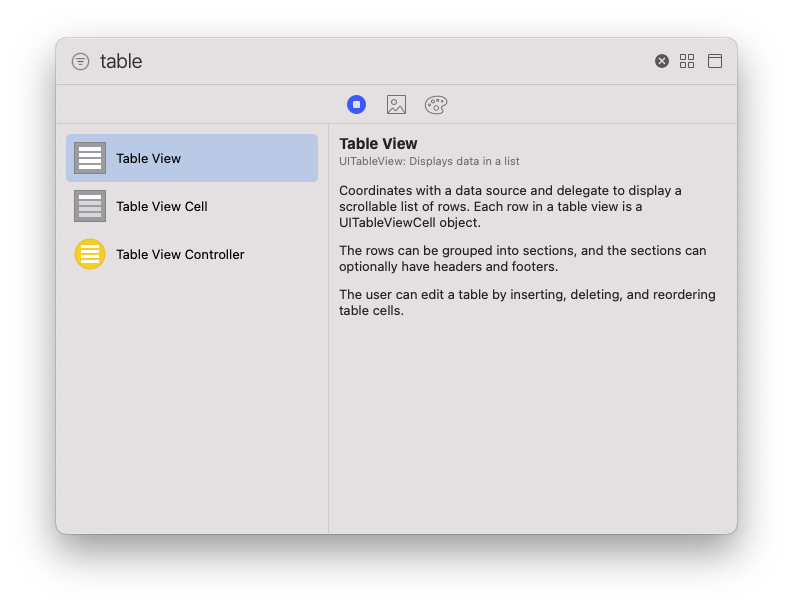 table
Table View
Table View Cell
Table View Controller
Table View
UITableView: Displays data in a list
Coordinates with a data source and delegate to display a
scrollable list of rows. Each row in a table view is a
UITableViewCell object.
The rows can be grouped into sections, and the sections can
optionally have headers and footers.
The user can edit a table by inserting, deleting, and reordering
table cells.